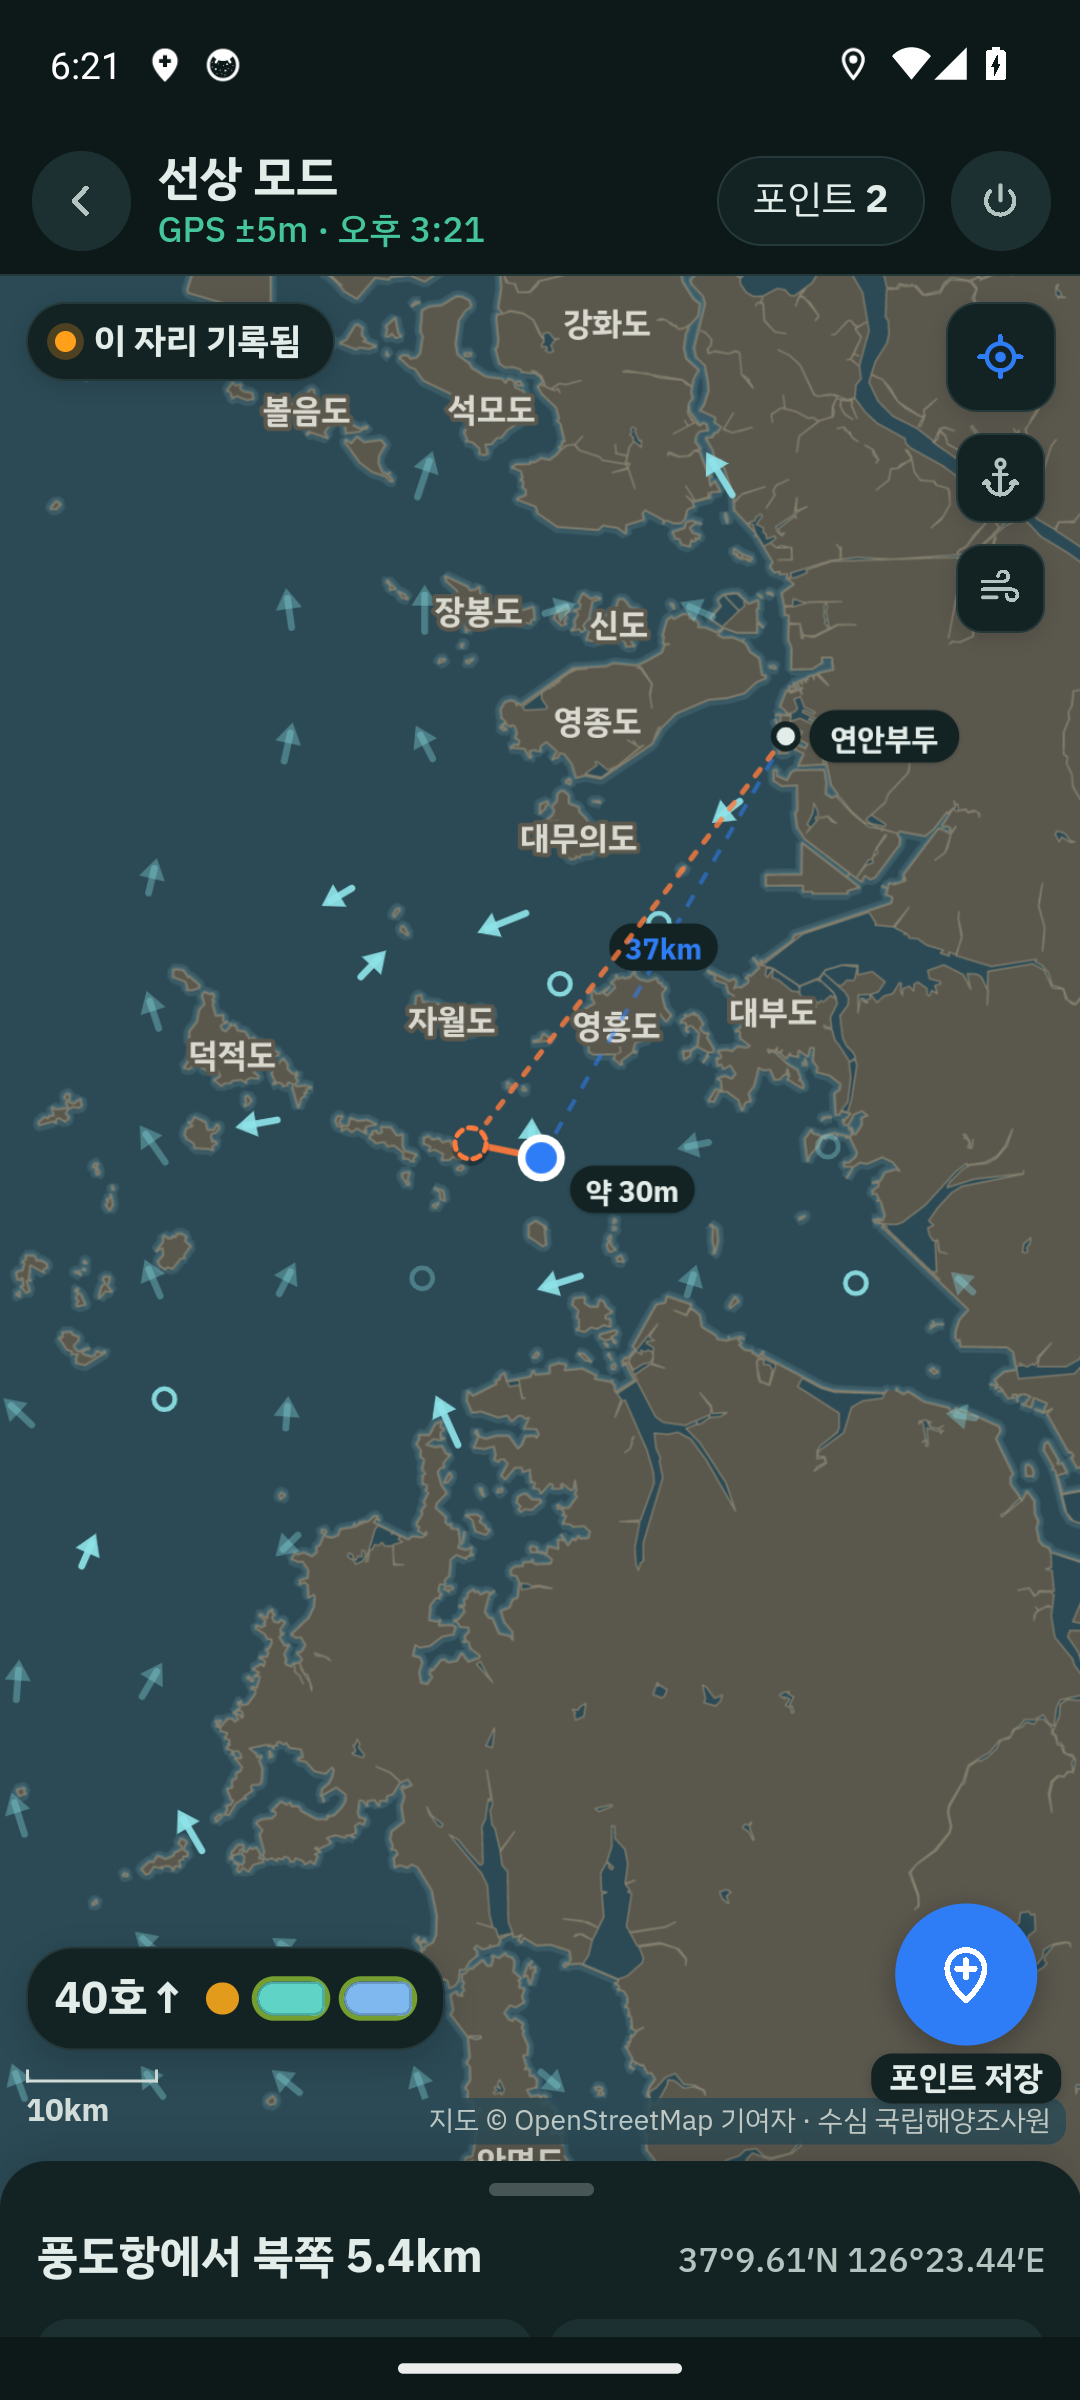 6:21
선상 모드
GPS ±5m · 오후 3:21
포인트 2
이 자리 기록됨
강화도
볼음도
석모도
장봉도
신도
영종도
연안부두
대무의도
37km
자월도
영흥도
대부도
덕적도
약 30m
40호↑
10km
포인트 저장
지도 © OpenStreetMap 기여자 · 수심 국립해양조사원
풍도항에서 북쪽 5.4km
37°9.61′N 126°23.44′E